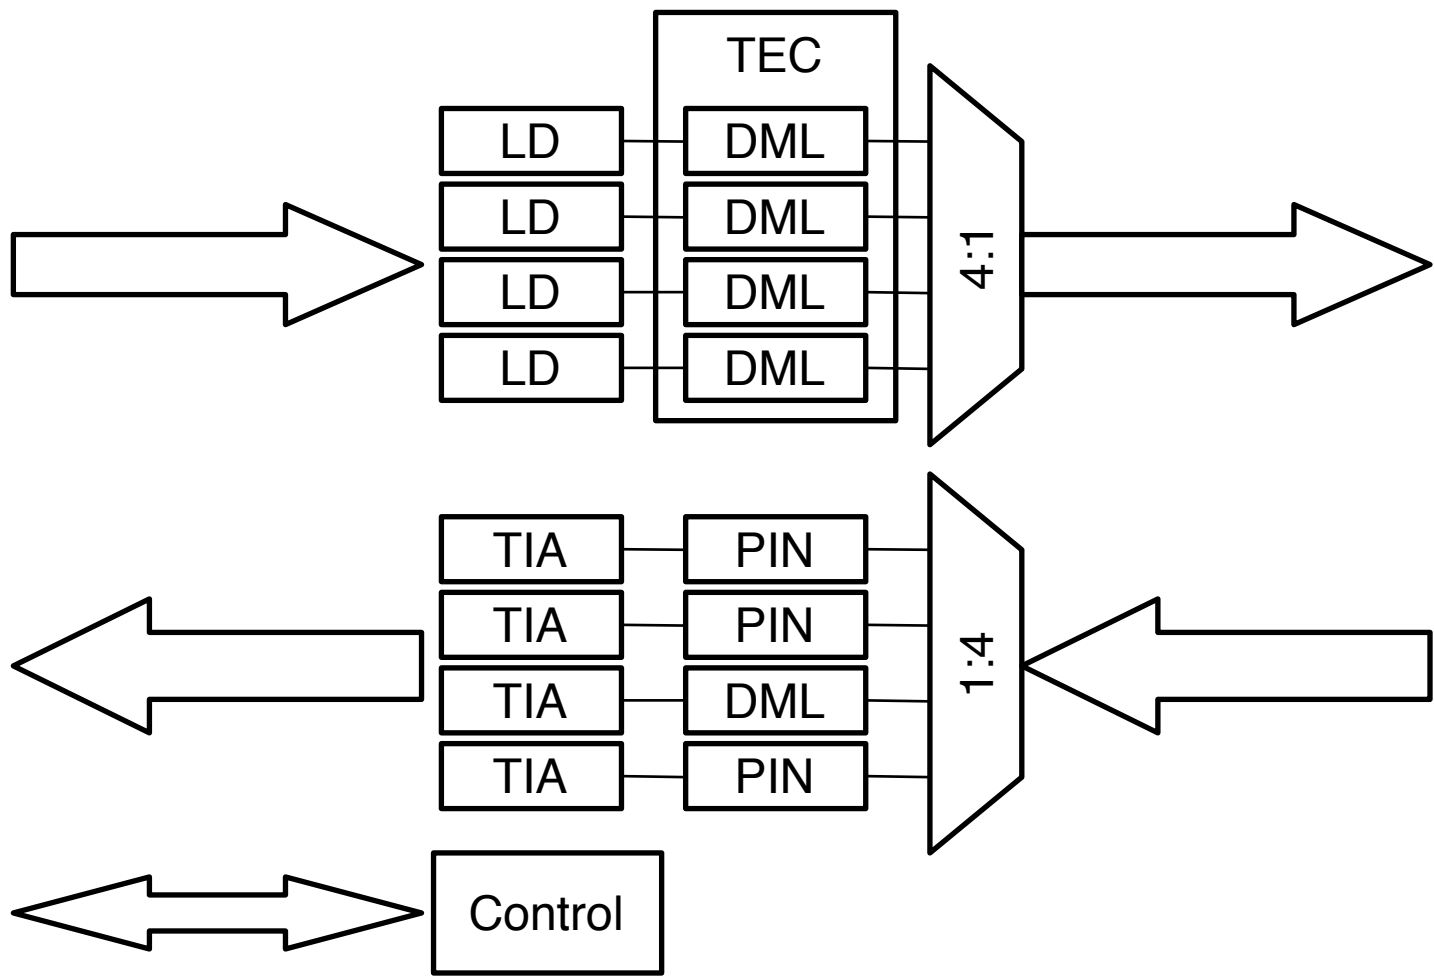 TEC
LD DML
LD DML
LD DML
LD DML
4:1
TIA PIN
TIA PIN
TIA DML
TIA PIN
1:4
Control